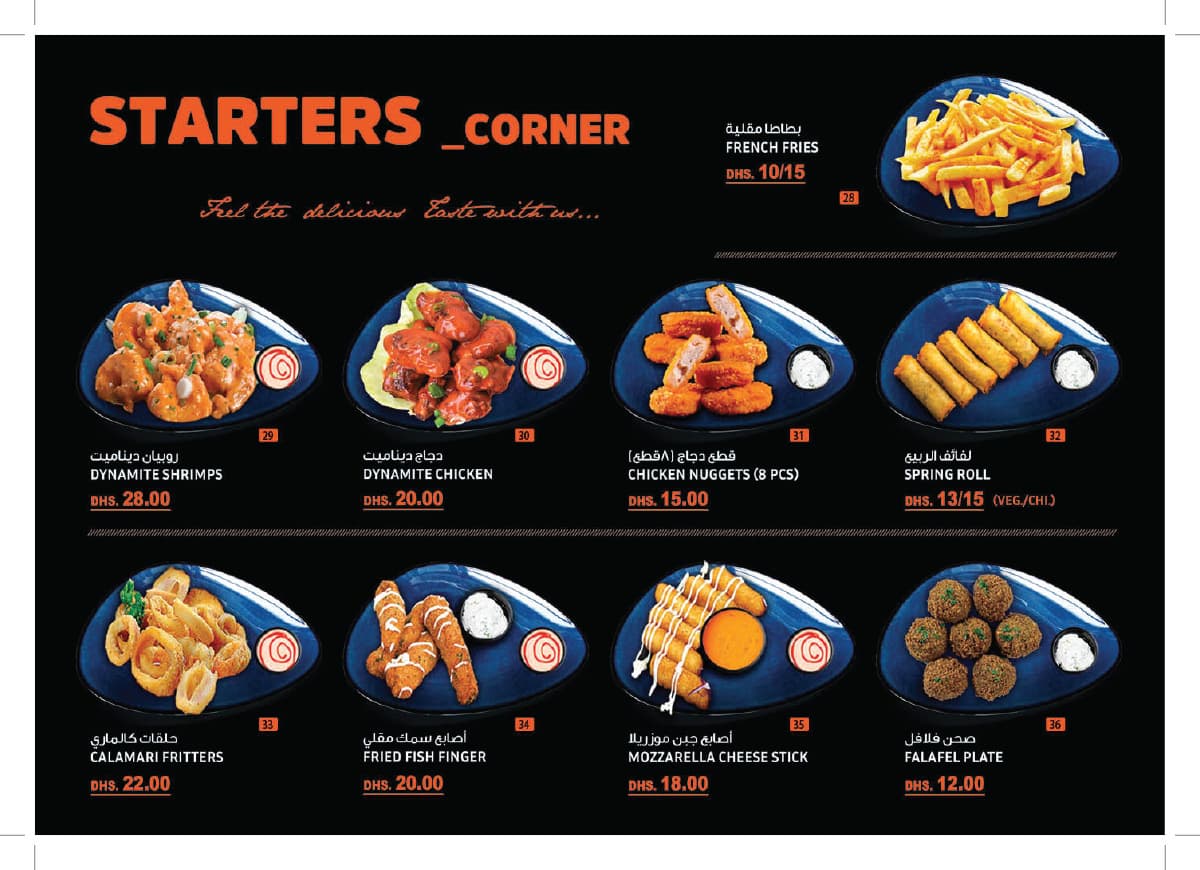 STARTERS _CORNER
Feel the delicious Taste with us...
بطاطا مقلية
FRENCH FRIES
DHS. 10/15
28
29
روبيان ديناميت
DYNAMITE SHRIMPS
DHS. 28.00
30
دجاج ديناميت
DYNAMITE CHICKEN
DHS. 20.00
31
قطع دجاج (٨قطع)
CHICKEN NUGGETS (8 PCS)
DHS. 15.00
32
لفائف الربيع
SPRING ROLL
DHS. 13/15 (VEG./CHI.)
33
حلقات كالماري
CALAMARI FRITTERS
DHS. 22.00
34
أصابع سمك مقلي
FRIED FISH FINGER
DHS. 20.00
35
أصابع جبن موزريلا
MOZZARELLA CHEESE STICK
DHS. 18.00
36
صحن فلافل
FALAFEL PLATE
DHS. 12.00